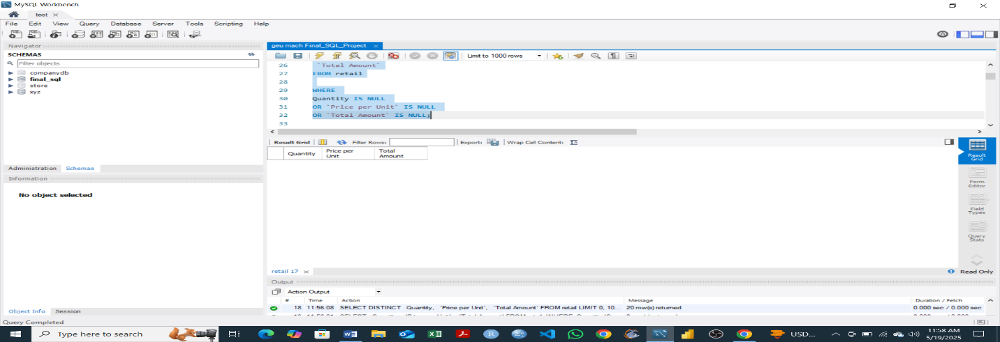 MySQL Workbench
test
File Edit View Query Database Server Tools Scripting Help
Navigator
SCHEMAS
Filter objects
companydb
final_sql
store
xyz
Administration Schemas
Information
No object selected
Object Info Session
Query Completed
geu mach Final_SQL_Project
Limit to 1000 rows
26 `Total Amount`
27 FROM retail
28
29 WHERE
30 Quantity IS NULL
31 OR `Price per Unit` IS NULL
32 OR `Total Amount` IS NULL;
33
Result Grid Filter Rows: Export: Wrap Cell Content:
Quantity Price per Unit Total Amount
Result Grid
Form Editor
Field Types
Query Stats
retail 17 Read Only
Output
Action Output
# Time Action Message Duration / Fetch
18 11:56:08 SELECT DISTINCT Quantity, `Price per Unit`, `Total Amount` FROM retail LIMIT 0, 10... 20 row(s) returned 0.000 sec / 0.000 sec
Type here to search
USD...
11:58 AM
5/19/2025